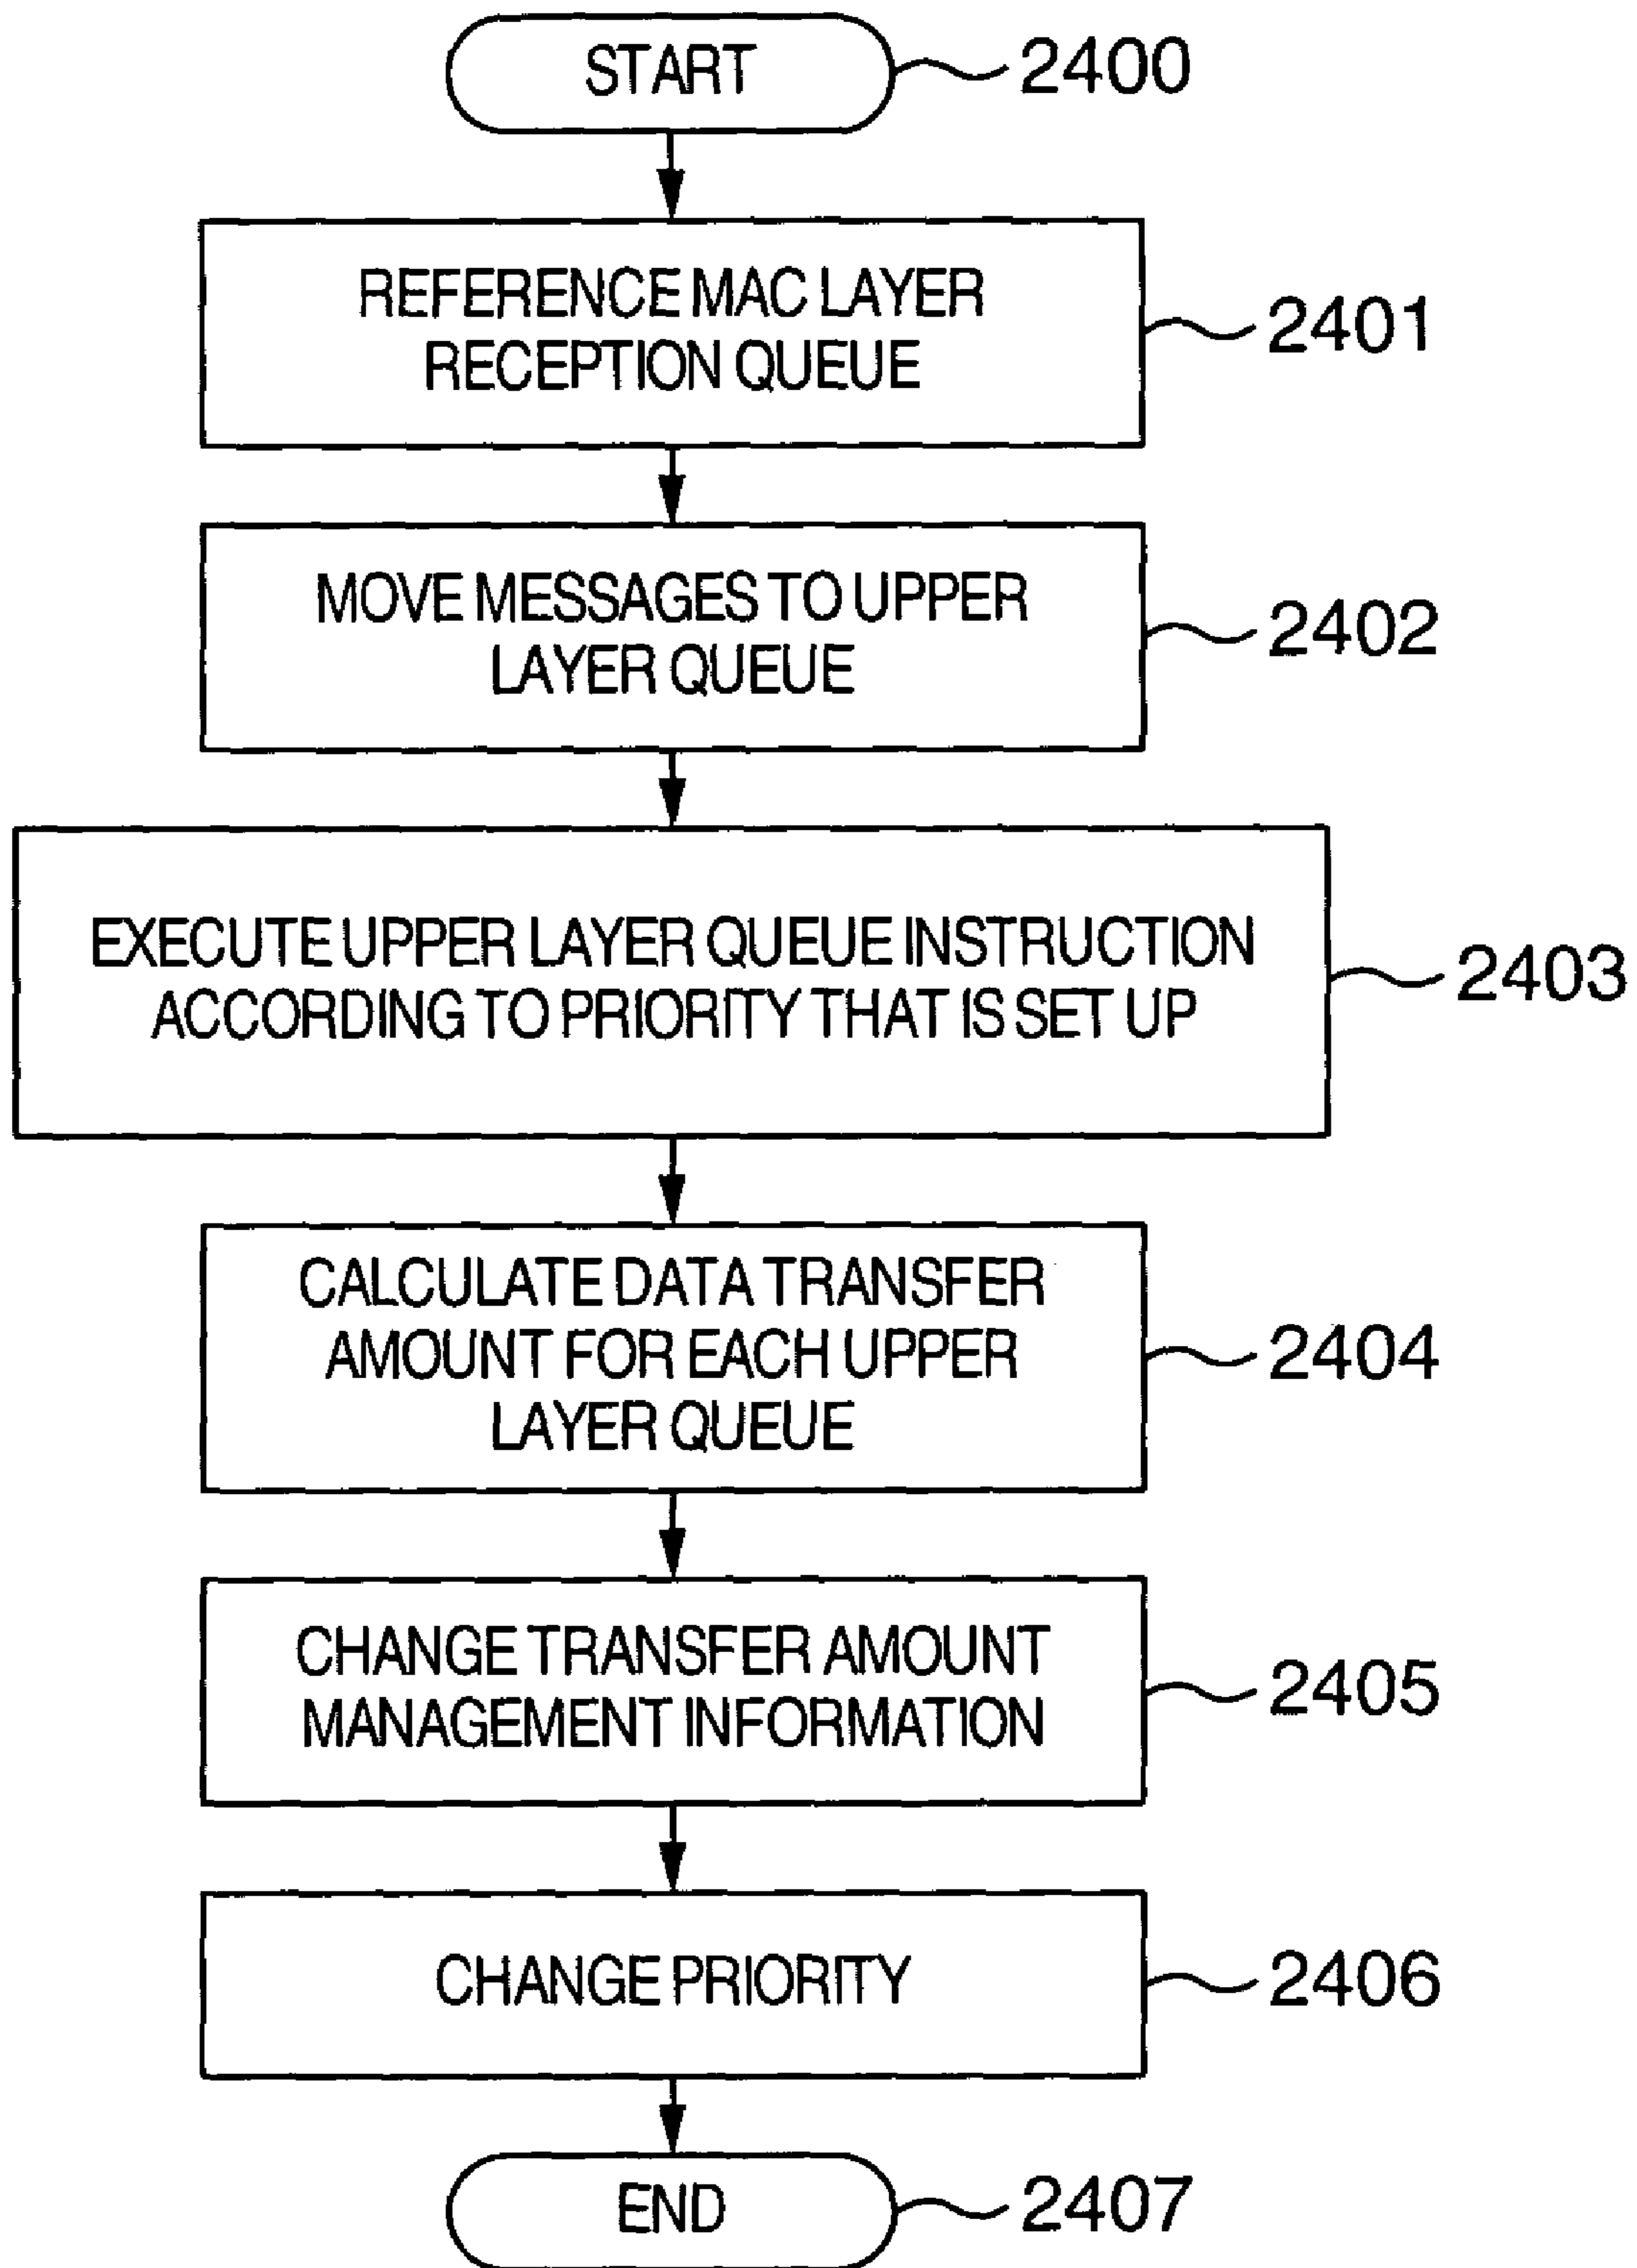 START
2400
REFERENCE MAC LAYER
RECEPTION QUEUE
2401
MOVE MESSAGES TO UPPER
LAYER QUEUE
2402
EXECUTE UPPER LAYER QUEUE INSTRUCTION
ACCORDING TO PRIORITY THAT IS SET UP
2403
CALCULATE DATA TRANSFER
AMOUNT FOR EACH UPPER
LAYER QUEUE
2404
CHANGE TRANSFER AMOUNT
MANAGEMENT INFORMATION
2405
CHANGE PRIORITY
2406
END
2407